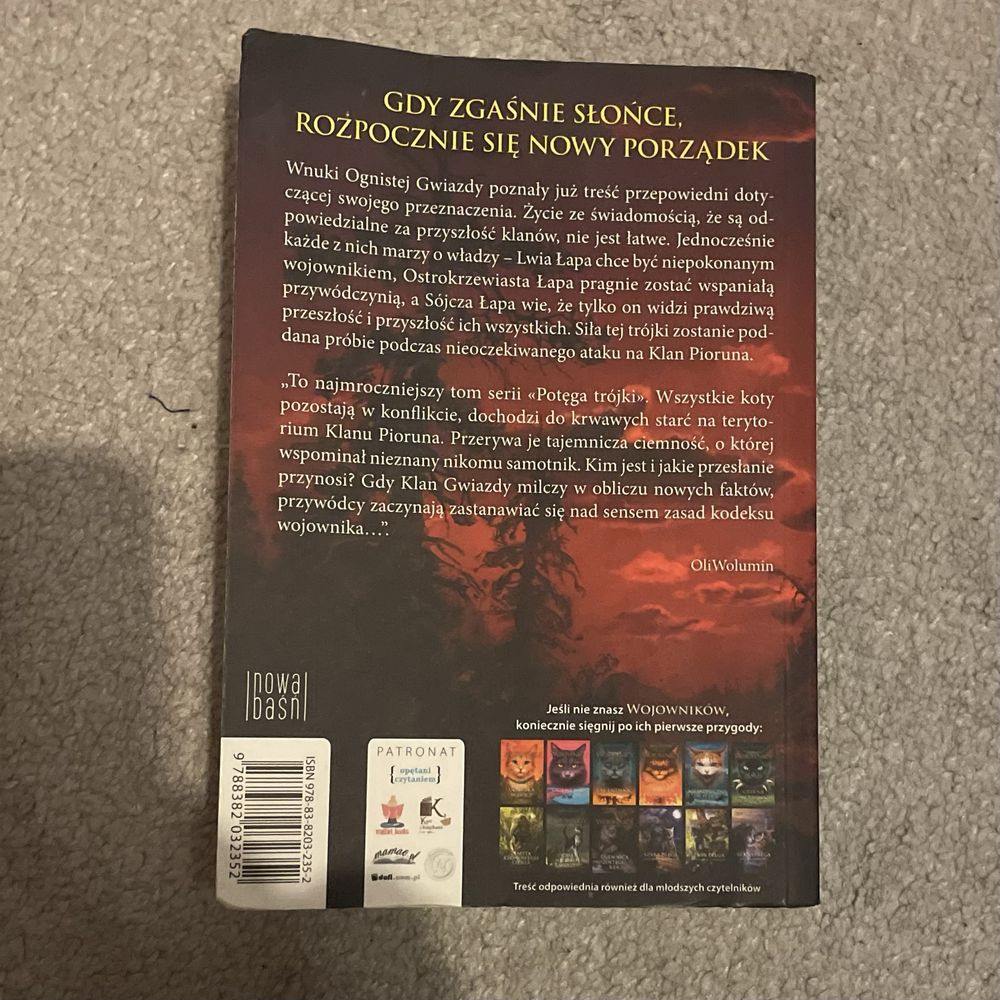 GDY ZGAŚNIE SŁOŃCE,
ROZPOCZNIE SIĘ NOWY PORZĄDEK
Wnuki Ognistej Gwiazdy poznały już treść przepowiedni doty-
czącej swojego przeznaczenia. Życie ze świadomością, że są od-
powiedzialne za przyszłość klanów, nie jest łatwe. Jednocześnie
każde z nich marzy o władzy – Lwia Łapa chce być niepokonanym
wojownikiem, Ostrokrzewiasta Łapa pragnie zostać wspaniałą
przywódczynią, a Sójcza Łapa wie, że tylko on widzi prawdziwą
przeszłość i przyszłość ich wszystkich. Siła tej trójki zostanie pod-
dana próbie podczas nieoczekiwanego ataku na Klan Pioruna.
„To najmroczniejszy tom serii «Potęga trójki». Wszystkie koty
pozostają w konflikcie, dochodzi do krwawych starć na teryto-
rium Klanu Pioruna. Przerywa je tajemnicza ciemność, o której
wspominał nieznany nikomu samotnik. Kim jest i jakie przesłanie
przynosi? Gdy Klan Gwiazdy milczy w obliczu nowych faktów,
przywódcy zaczynają zastanawiać się nad sensem zasad kodeksu
wojownika…”.
OliWolumin
nowa
baśń
Jeśli nie znasz WOJOWNIKÓW,
koniecznie sięgnij po ich pierwsze przygody:
ISBN 978-83-8203-235-2
9 788382 032352
PATRONAT
{ opętani
czytaniem }
mamae.pl
Treść odpowiednia również dla młodszych czytelników